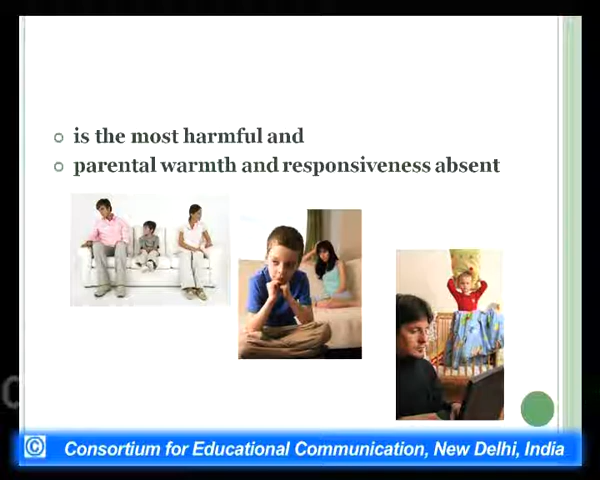 is the most harmful and
parental warmth and responsiveness absent
© Consortium for Educational Communication, New Delhi, India